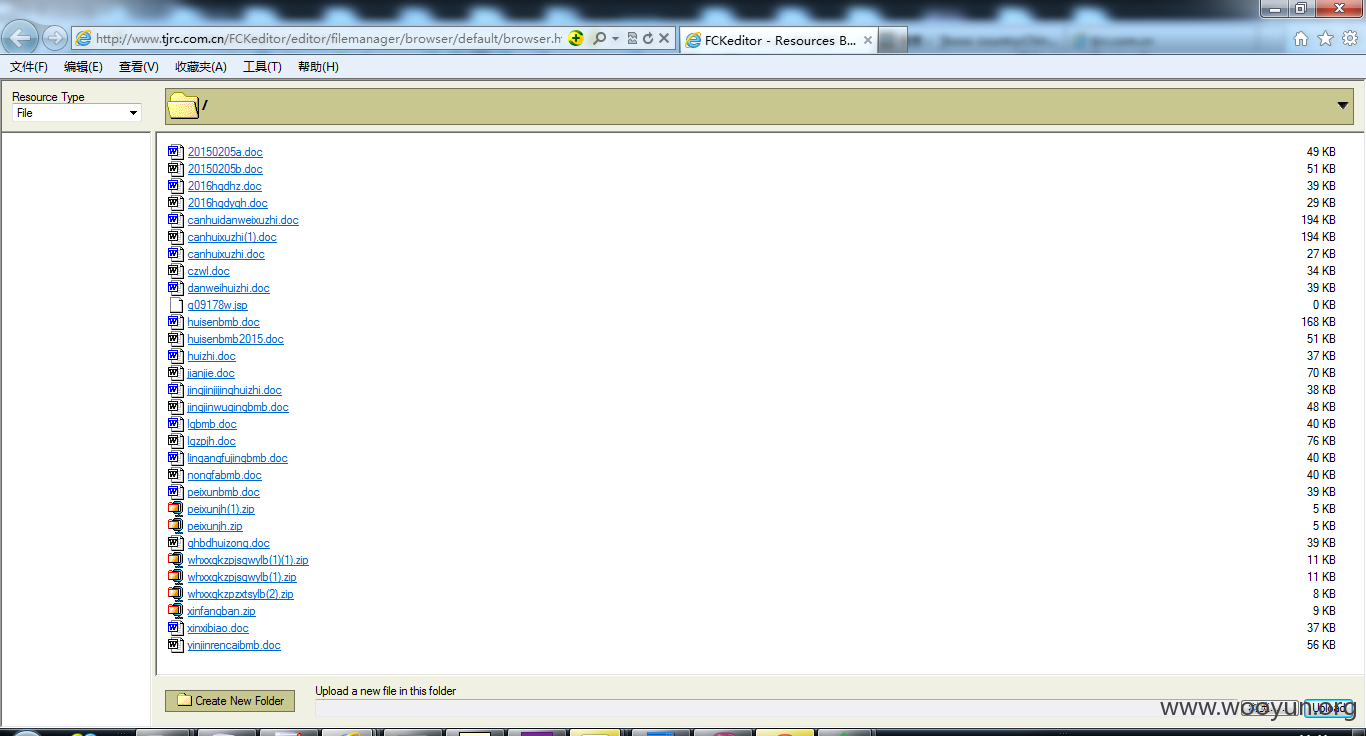 http://www.tjrc.com.cn/FCKeditor/editor/filemanager/browser/default/browser.h
FCKeditor - Resources B...
文件(F) 编辑(E) 查看(V) 收藏夹(A) 工具(T) 帮助(H)
Resource Type
File
/
20150205a.doc 49 KB
20150205b.doc 51 KB
2016hqdhz.doc 39 KB
2016hqdyqh.doc 29 KB
canhuidanweixuzhi.doc 194 KB
canhuixuzhi(1).doc 194 KB
canhuixuzhi.doc 27 KB
czwl.doc 34 KB
danweihuizhi.doc 39 KB
g09178w.jsp 0 KB
huisenbmb.doc 168 KB
huisenbmb2015.doc 51 KB
huizhi.doc 37 KB
jianjie.doc 70 KB
jingjinjijinghuizhi.doc 38 KB
jingjinwuqingbmb.doc 48 KB
lgbmb.doc 40 KB
lgzpjh.doc 76 KB
lingangfujingbmb.doc 40 KB
nongfabmb.doc 40 KB
peixunbmb.doc 39 KB
peixunjh(1).zip 5 KB
peixunjh.zip 5 KB
qhbdhuizong.doc 39 KB
whxxgkzpjsgwylb(1)(1).zip 11 KB
whxxgkzpjsgwylb(1).zip 11 KB
whxxgkzpzxtsylb(2).zip 8 KB
xinfangban.zip 9 KB
xinxibiao.doc 37 KB
yinjinrencaibmb.doc 56 KB
Upload a new file in this folder
Create New Folder
Upload
www.wooyun.org